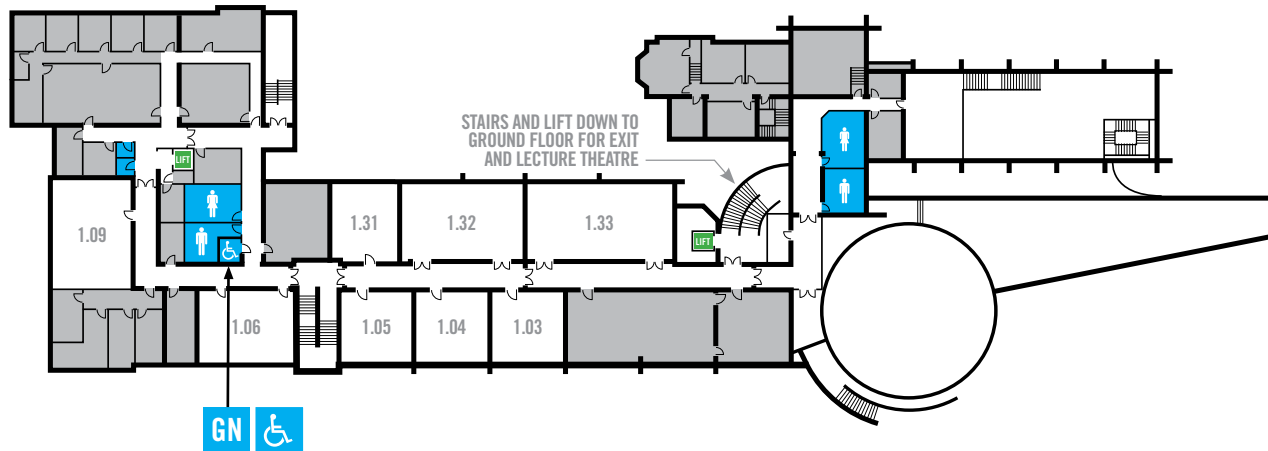 STAIRS AND LIFT DOWN TO
GROUND FLOOR FOR EXIT
AND LECTURE THEATRE
LIFT
1.09
1.31
1.32
1.33
LIFT
1.06
1.05
1.04
1.03
GN